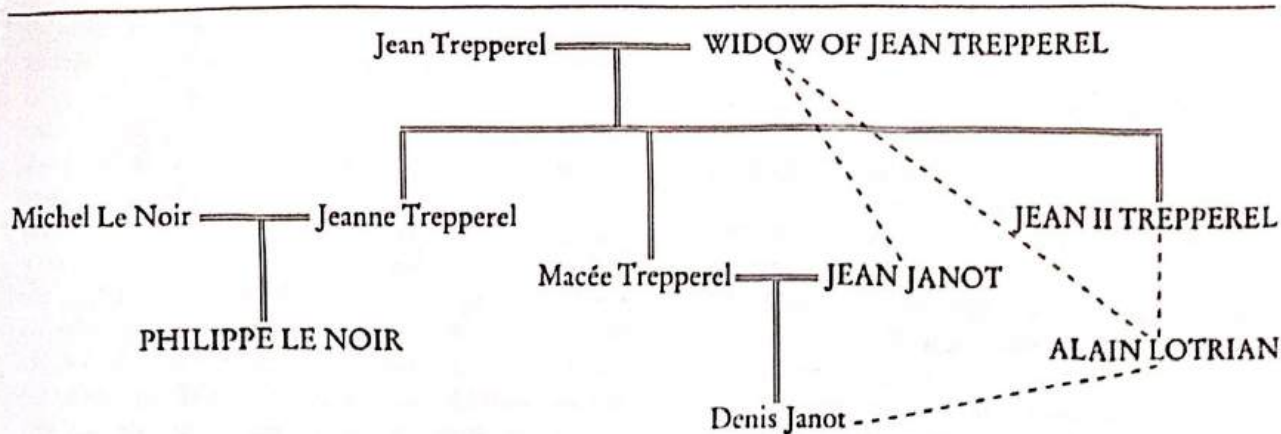 Jean Trepperel WIDOW OF JEAN TREPPEREL
Michel Le Noir Jeanne Trepperel JEAN II TREPPEREL
Macée Trepperel JEAN JANOT
PHILIPPE LE NOIR ALAIN LOTRIAN
Denis Janot